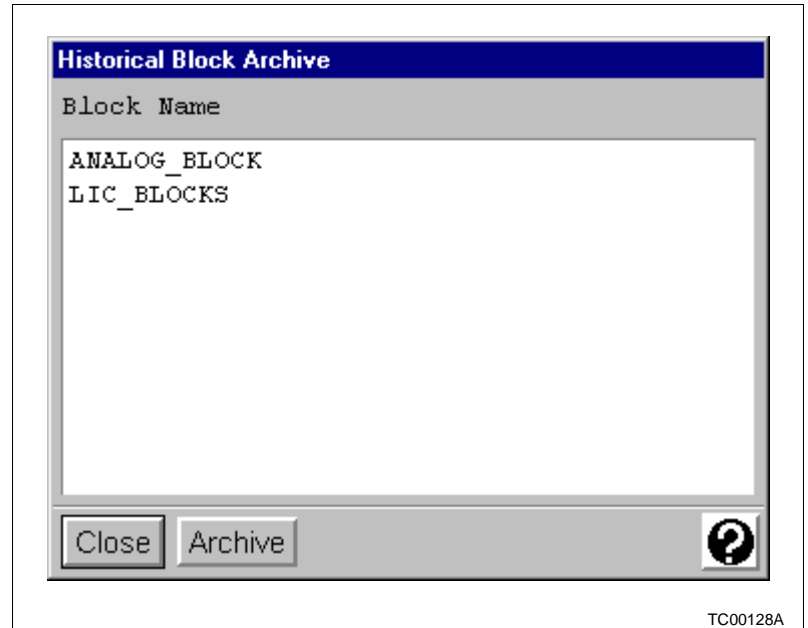 Historical Block Archive
Block Name
ANALOG_BLOCK
LIC_BLOCKS
Close Archive
TC00128A